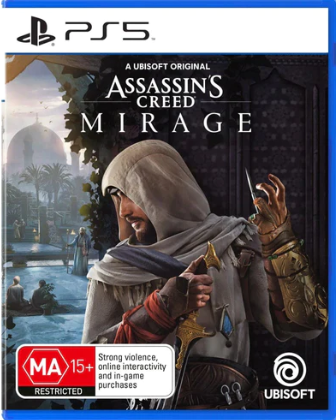 PS5
A UBISOFT ORIGINAL
ASSASSIN'S
CREED
MIRAGE
MA 15+
RESTRICTED
Strong violence,
online interactivity
and in-game
purchases
UBISOFT